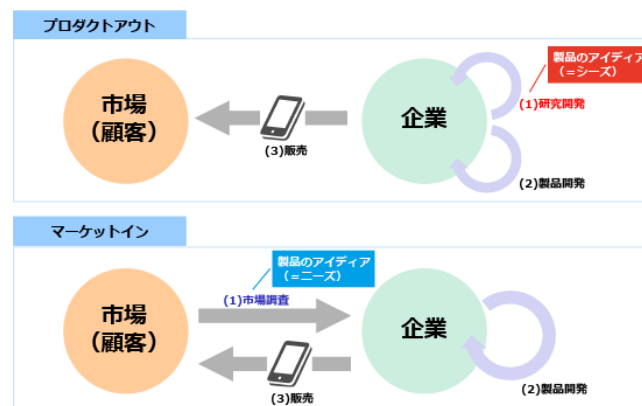 プロダクトアウト
製品のアイディア
（=シーズ）
市場
（顧客）
企業
(1)研究開発
(3)販売
(2)製品開発
マーケットイン
製品のアイディア
（=ニーズ）
(1)市場調査
市場
（顧客）
企業
(2)製品開発
(3)販売